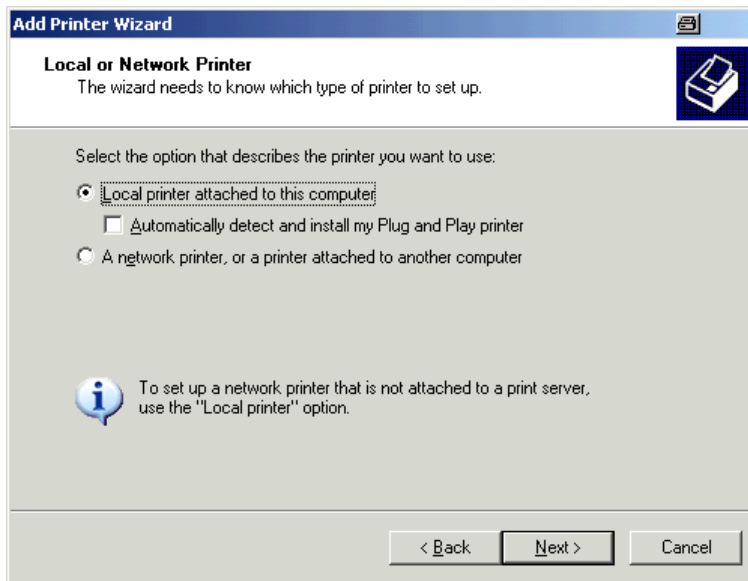 Add Printer Wizard
Local or Network Printer
The wizard needs to know which type of printer to set up.
Select the option that describes the printer you want to use:
Local printer attached to this computer
Automatically detect and install my Plug and Play printer
A network printer, or a printer attached to another computer
To set up a network printer that is not attached to a print server,
use the "Local printer" option.
< Back
Next >
Cancel